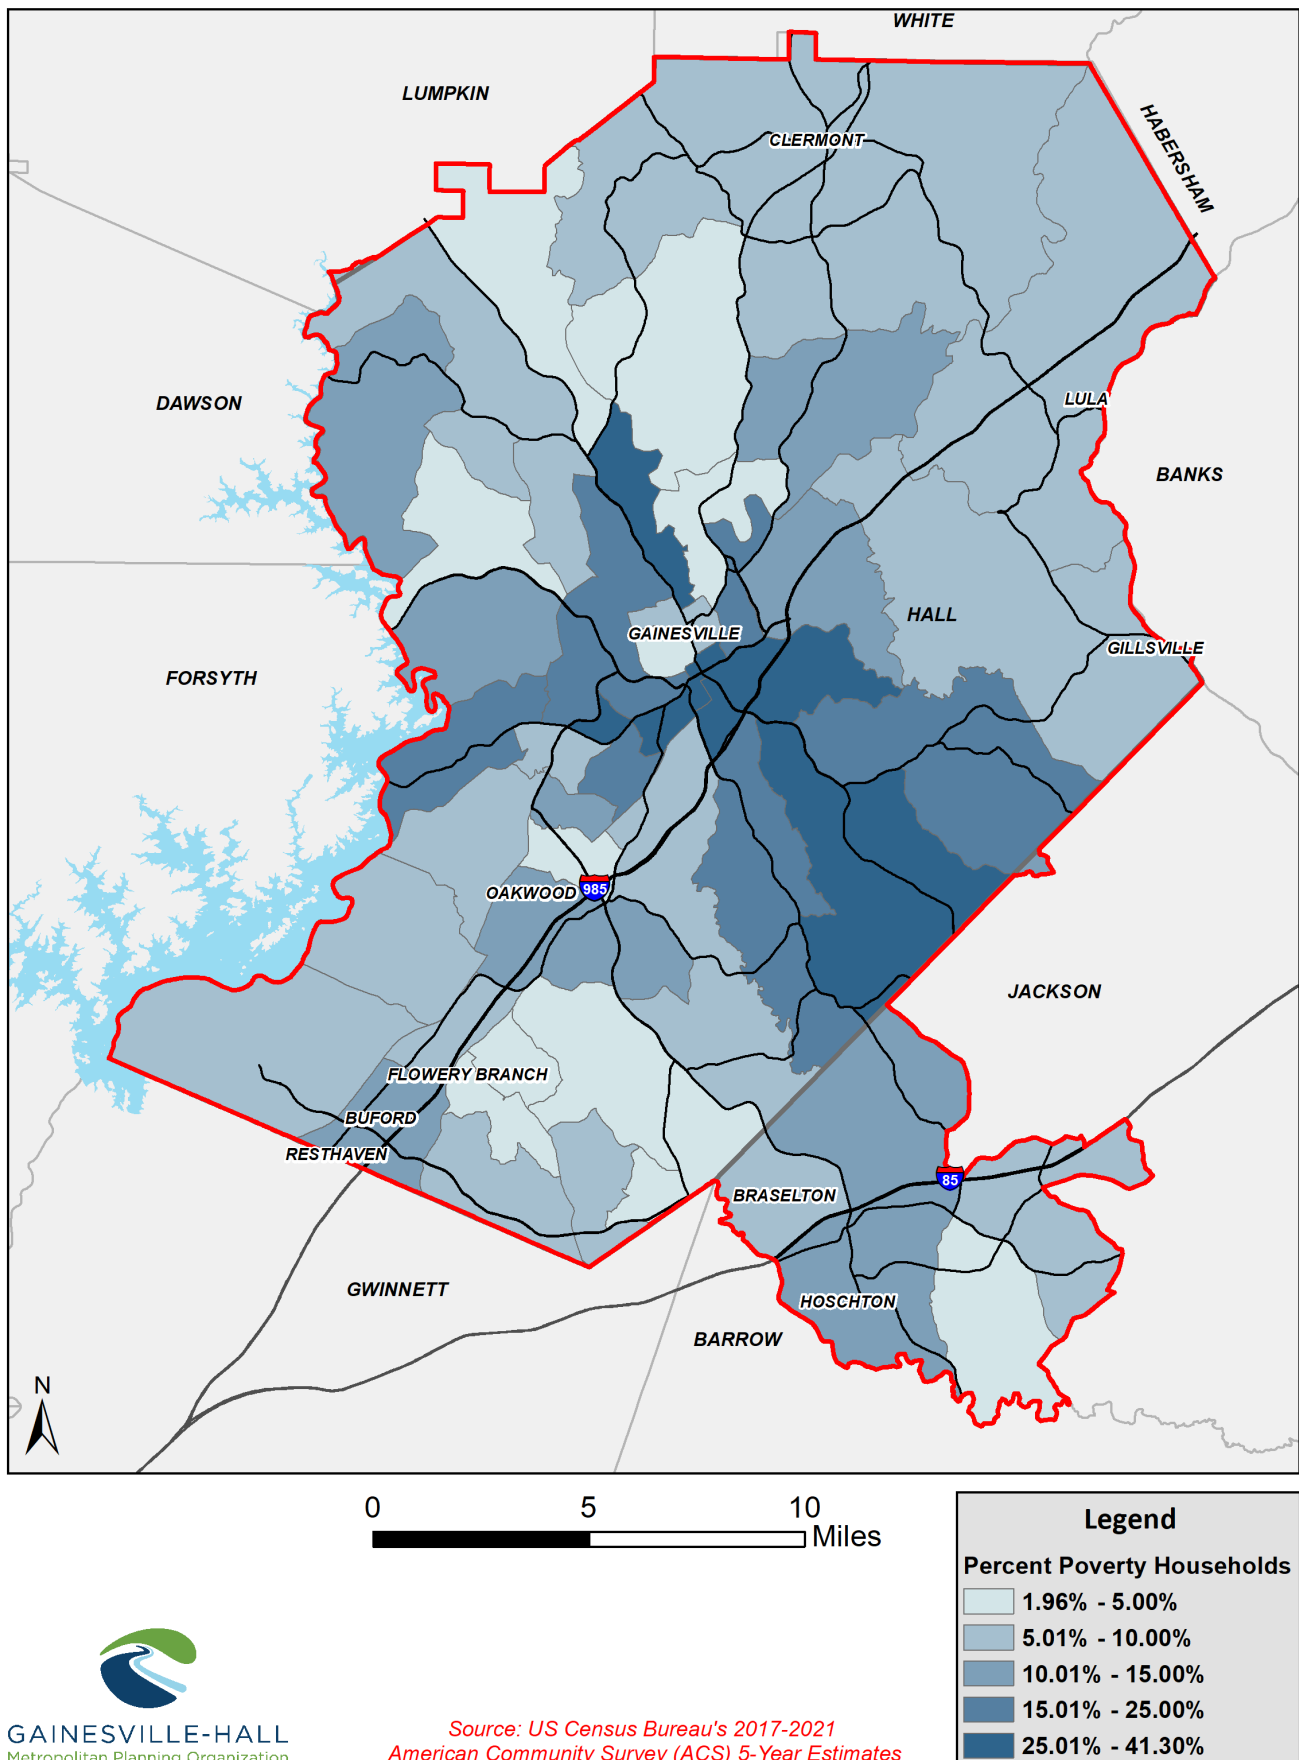 WHITE
LUMPKIN
CLERMONT
HABERSHAM
DAWSON
LULA
BANKS
HALL
GAINESVILLE
GILLSVILLE
FORSYTH
OAKWOOD
985
JACKSON
FLOWERY BRANCH
BUFORD
RESTHAVEN
85
BRASELTON
GWINNETT
HOSCHTON
BARROW
N
0 5 10
Miles
Legend
Percent Poverty Households
1.96% - 5.00%
5.01% - 10.00%
10.01% - 15.00%
15.01% - 25.00%
25.01% - 41.30%
GAINESVILLE-HALL
Metropolitan Planning Organization
Source: US Census Bureau's 2017-2021
American Community Survey (ACS) 5-Year Estimates